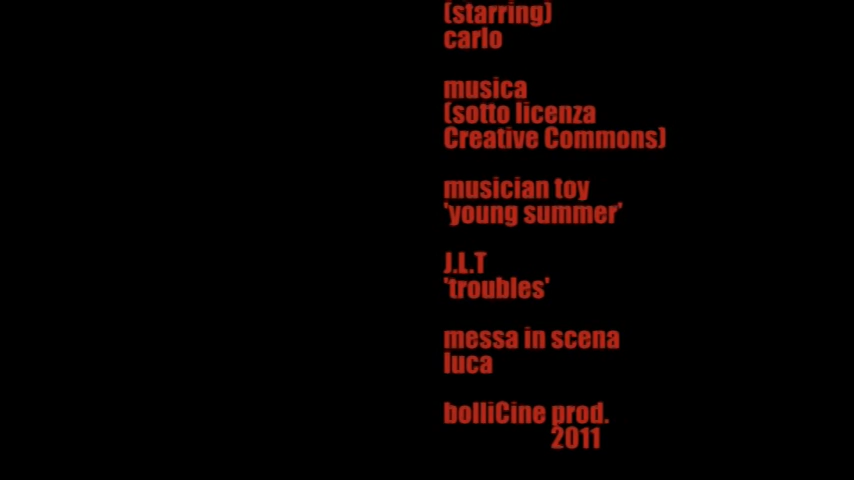 (starring)
carlo
musica
(sotto licenza
Creative Commons)
musician toy
'young summer'
J.L.T
'troubles'
messa in scena
luca
bolliCine prod.
2011